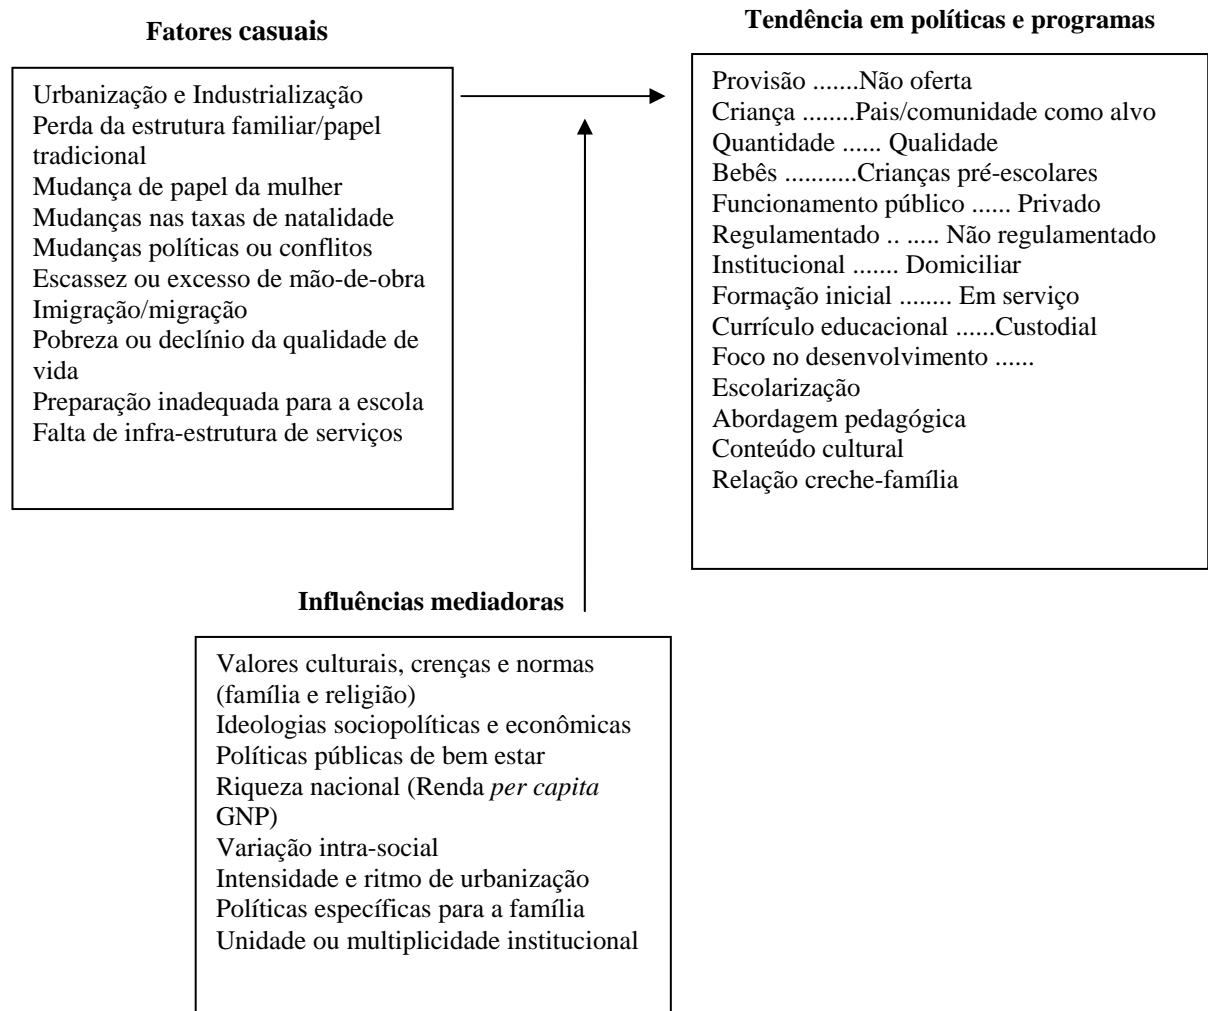 Fatores casuais
Urbanização e Industrialização
Perda da estrutura familiar/papel
tradicional
Mudança de papel da mulher
Mudanças nas taxas de natalidade
Mudanças políticas ou conflitos
Escassez ou excesso de mão-de-obra
Imigração/migração
Pobreza ou declínio da qualidade de
vida
Preparação inadequada para a escola
Falta de infra-estrutura de serviços
Tendência em políticas e programas
Provisão .......Não oferta
Criança ........Pais/comunidade como alvo
Quantidade ...... Qualidade
Bebês ...........Crianças pré-escolares
Funcionamento público ...... Privado
Regulamentado .. ..... Não regulamentado
Institucional ....... Domiciliar
Formação inicial ........ Em serviço
Currículo educacional ......Custodial
Foco no desenvolvimento ......
Escolarização
Abordagem pedagógica
Conteúdo cultural
Relação creche-família
Influências mediadoras
Valores culturais, crenças e normas
(família e religião)
Ideologias sociopolíticas e econômicas
Políticas públicas de bem estar
Riqueza nacional (Renda per capita
GNP)
Variação intra-social
Intensidade e ritmo de urbanização
Políticas específicas para a família
Unidade ou multiplicidade institucional